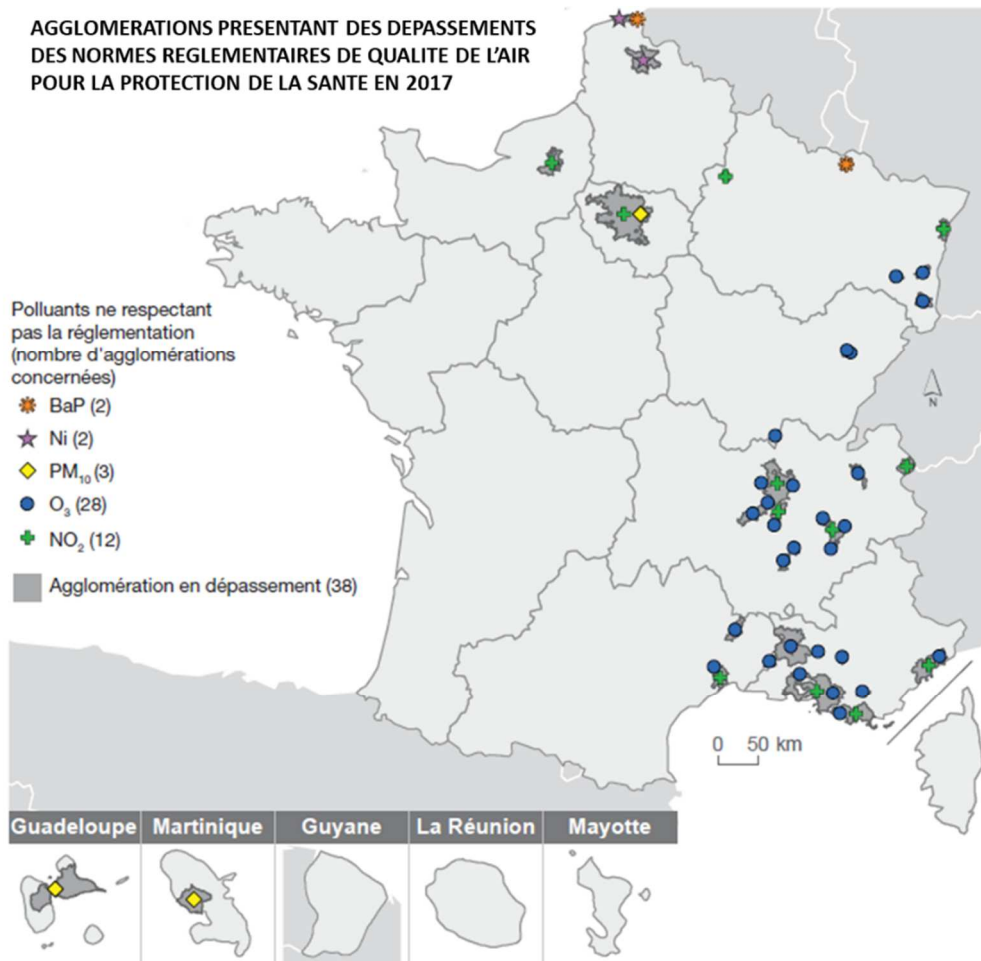 AGGLOMERATIONS PRESENTANT DES DEPASSEMENTS
DES NORMES REGLEMENTAIRES DE QUALITE DE L'AIR
POUR LA PROTECTION DE LA SANTE EN 2017
Polluants ne respectant
pas la réglementation
(nombre d'agglomérations
concernées)
BaP (2)
Ni (2)
PM₁₀ (3)
O₃ (28)
NO₂ (12)
Agglomération en dépassement (38)
N
0 50 km
Guadeloupe Martinique Guyane La Réunion Mayotte